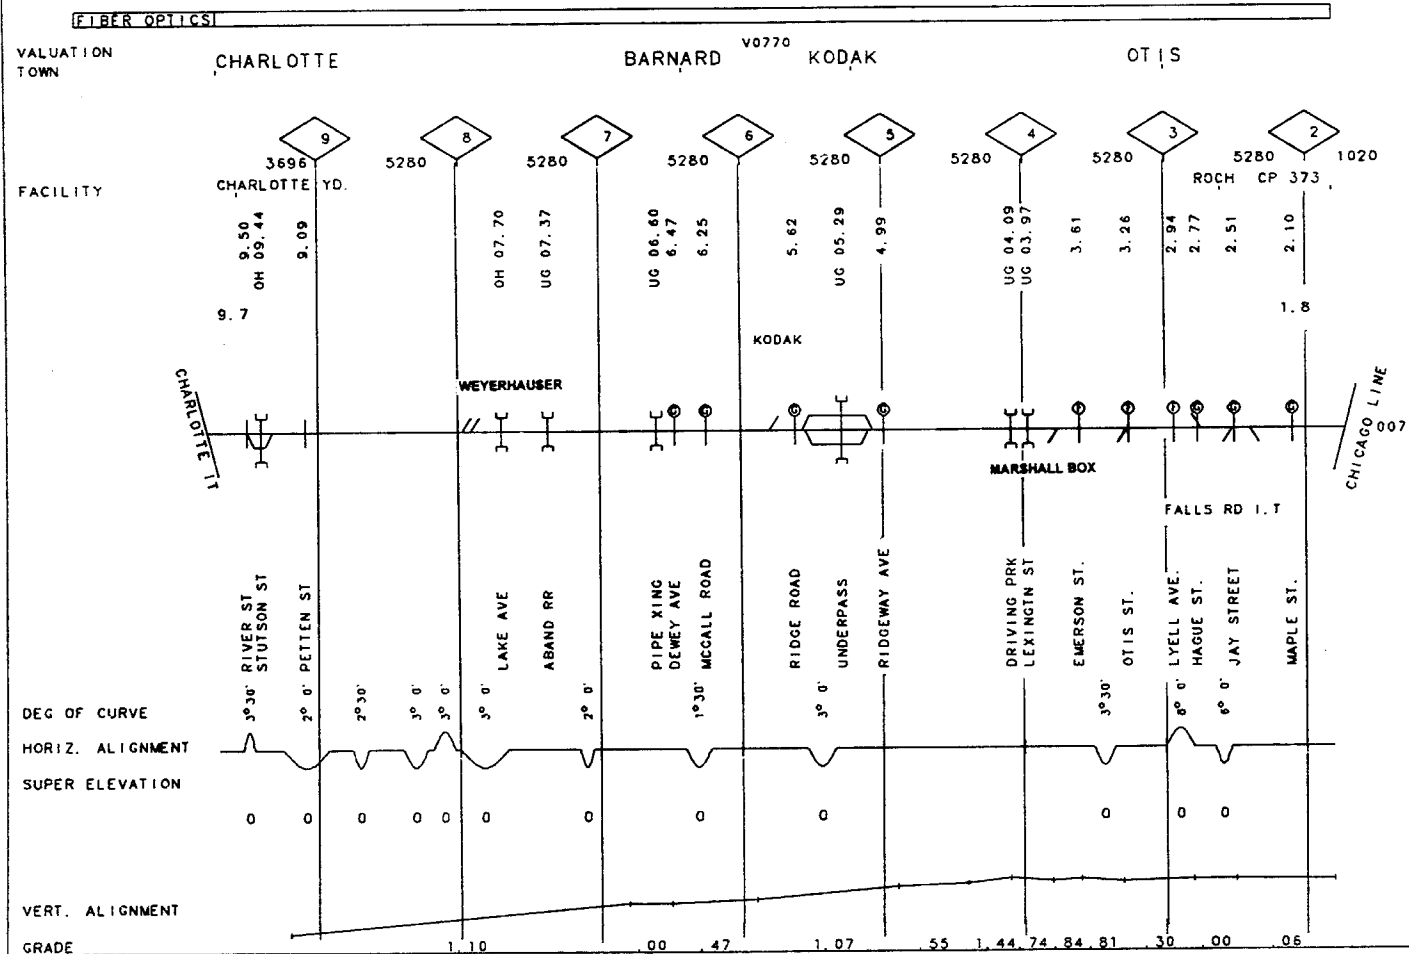 FIBER OPTICS
VALUATION V0770
TOWN CHARLOTTE BARNARD KODAK OTIS
9 8 7 6 5 4 3 2
3696 5280 5280 5280 5280 5280 5280 5280 1020
FACILITY CHARLOTTE YD. ROCH CP 373
9.50
OH 09.44
9.09
OH 07.70
UG 07.37
UG 06.60
6.47
6.25
5.62
UG 05.29
4.99
UG 04.09
UG 03.97
3.61
3.26
2.94
2.77
2.51
2.10
9.7 1.8
KODAK
WEYERHAUSER
CHARLOTTE IT
G G G G F F F G G G
CHICAGO LINE
007
MARSHALL BOX
FALLS RD I.T
RIVER ST
STUTSON ST
PETTEN ST
LAKE AVE
ABAND RR
PIPE XING
DEWEY AVE
MCCALL ROAD
RIDGE ROAD
UNDERPASS
RIDGEWAY AVE
DRIVING PRK
LEXINGTN ST
EMERSON ST.
OTIS ST.
LYELL AVE.
HAGUE ST.
JAY STREET
MAPLE ST.
DEG OF CURVE 3°30' 2° 0' 2°30' 3° 0' 3° 0' 3° 0' 2° 0' 1°30' 3° 0' 3°30' 8° 0' 6° 0'
HORIZ. ALIGNMENT
SUPER ELEVATION
0 0 0 0 0 0 0 0 0 0 0 0
VERT. ALIGNMENT
GRADE 1.10 .00 .47 1.07 .55 1.44 .74 .84 .81 .30 .00 .06